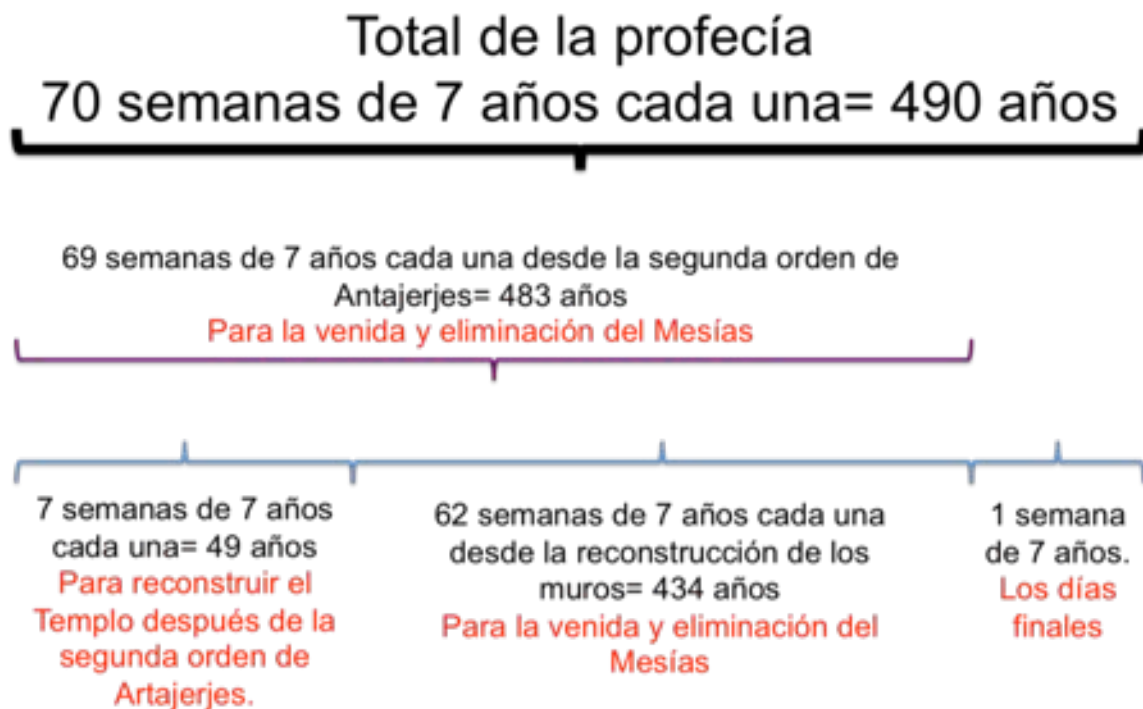 Total de la profecía
70 semanas de 7 años cada una= 490 años
69 semanas de 7 años cada una desde la segunda orden de
Antajerjes= 483 años
Para la venida y eliminación del Mesías
7 semanas de 7 años
cada una= 49 años
Para reconstruir el
Templo después de la
segunda orden de
Artajerjes.
62 semanas de 7 años cada una
desde la reconstrucción de los
muros= 434 años
Para la venida y eliminación del
Mesías
1 semana
de 7 años.
Los días
finales